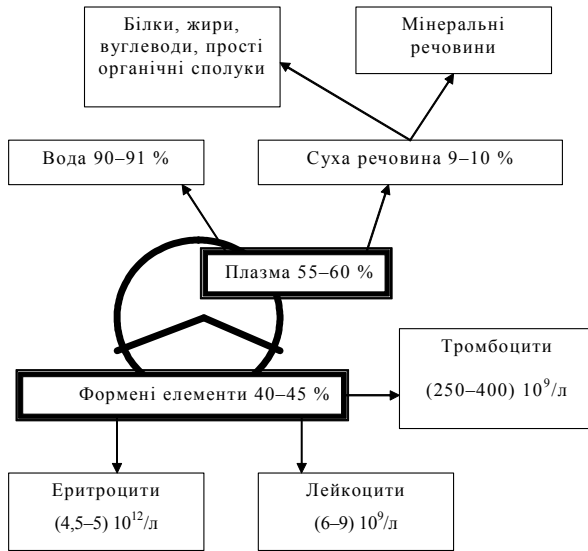 Білки, жири,
вуглеводи, прості
органічні сполуки
Мінеральні
речовини
Вода 90–91 %
Суха речовина 9–10 %
Плазма 55–60 %
Тромбоцити
(250–400) 10⁹/л
Формені елементи 40–45 %
Еритроцити
(4,5–5) 10¹²/л
Лейкоцити
(6–9) 10⁹/л